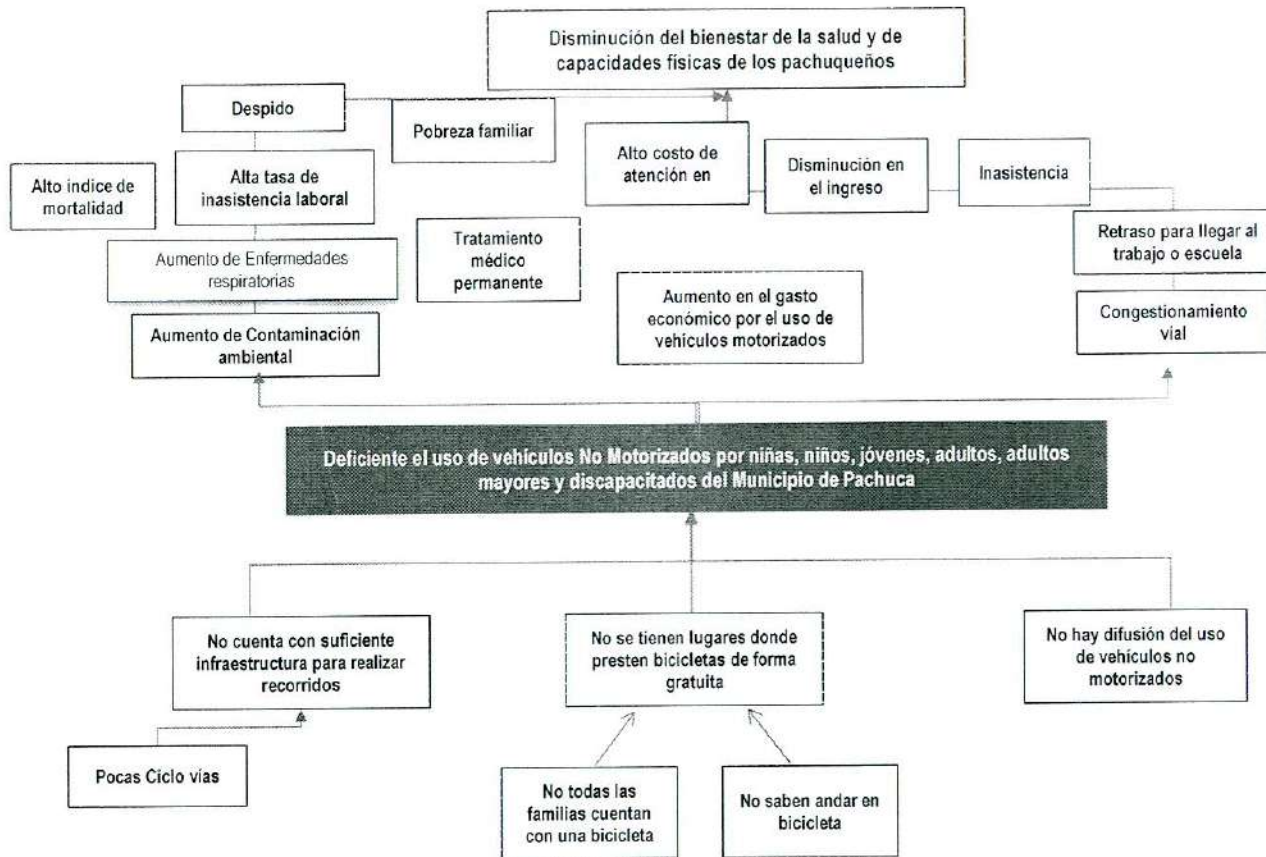 Disminución del bienestar de la salud y de
capacidades físicas de los pachuqueños
Despido
Pobreza familiar
Alto costo de
atención en
Disminución en
el ingreso
Inasistencia
Alto indice de
mortalidad
Alta tasa de
inasistencia laboral
Retraso para llegar al
trabajo o escuela
Aumento de Enfermedades
respiratorias
Tratamiento
médico
permanente
Aumento en el gasto
económico por el uso de
vehículos motorizados
Congestionamiento
vial
Aumento de Contaminación
ambiental
Deficiente el uso de vehículos No Motorizados por niñas, niños, jóvenes, adultos, adultos
mayores y discapacitados del Municipio de Pachuca
No cuenta con suficiente
infraestructura para realizar
recorridos
No se tienen lugares donde
presten bicicletas de forma
gratuita
No hay difusión del uso
de vehículos no
motorizados
Pocas Ciclo vías
No todas las
familias cuentan
con una bicicleta
No saben andar en
bicicleta